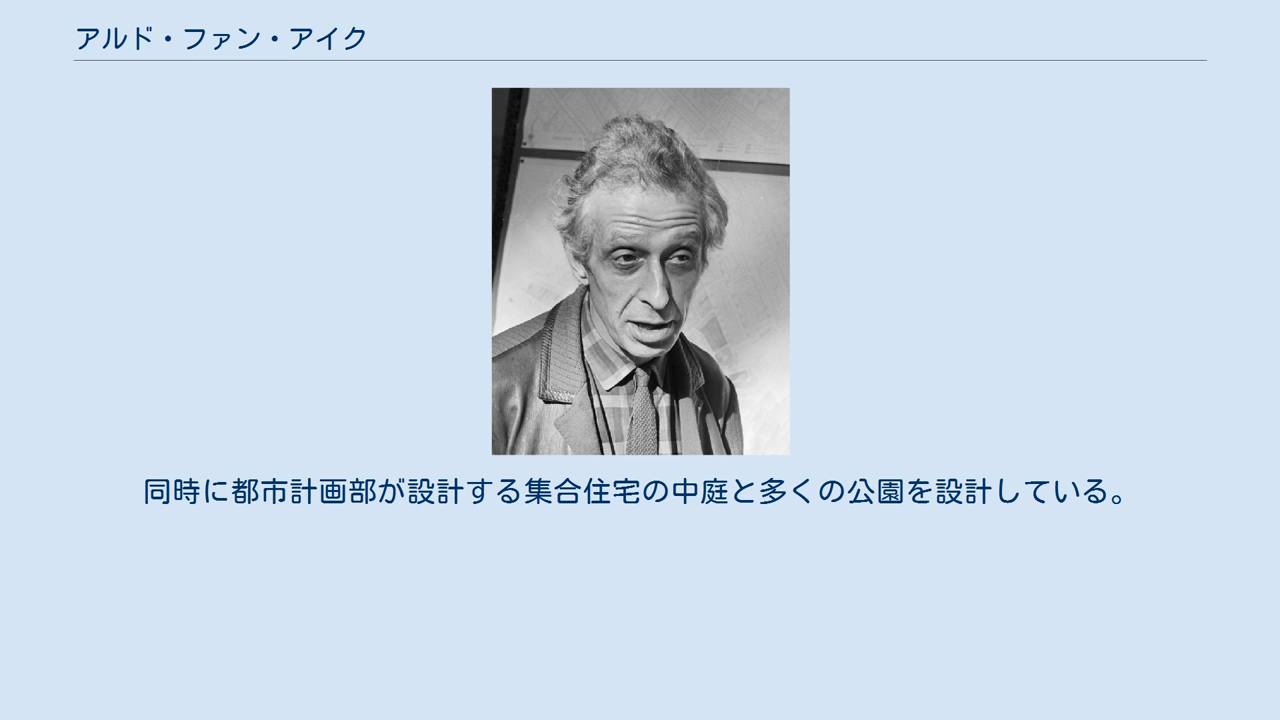 アルド・ファン・アイク
同時に都市計画部が設計する集合住宅の中庭と多くの公園を設計している。